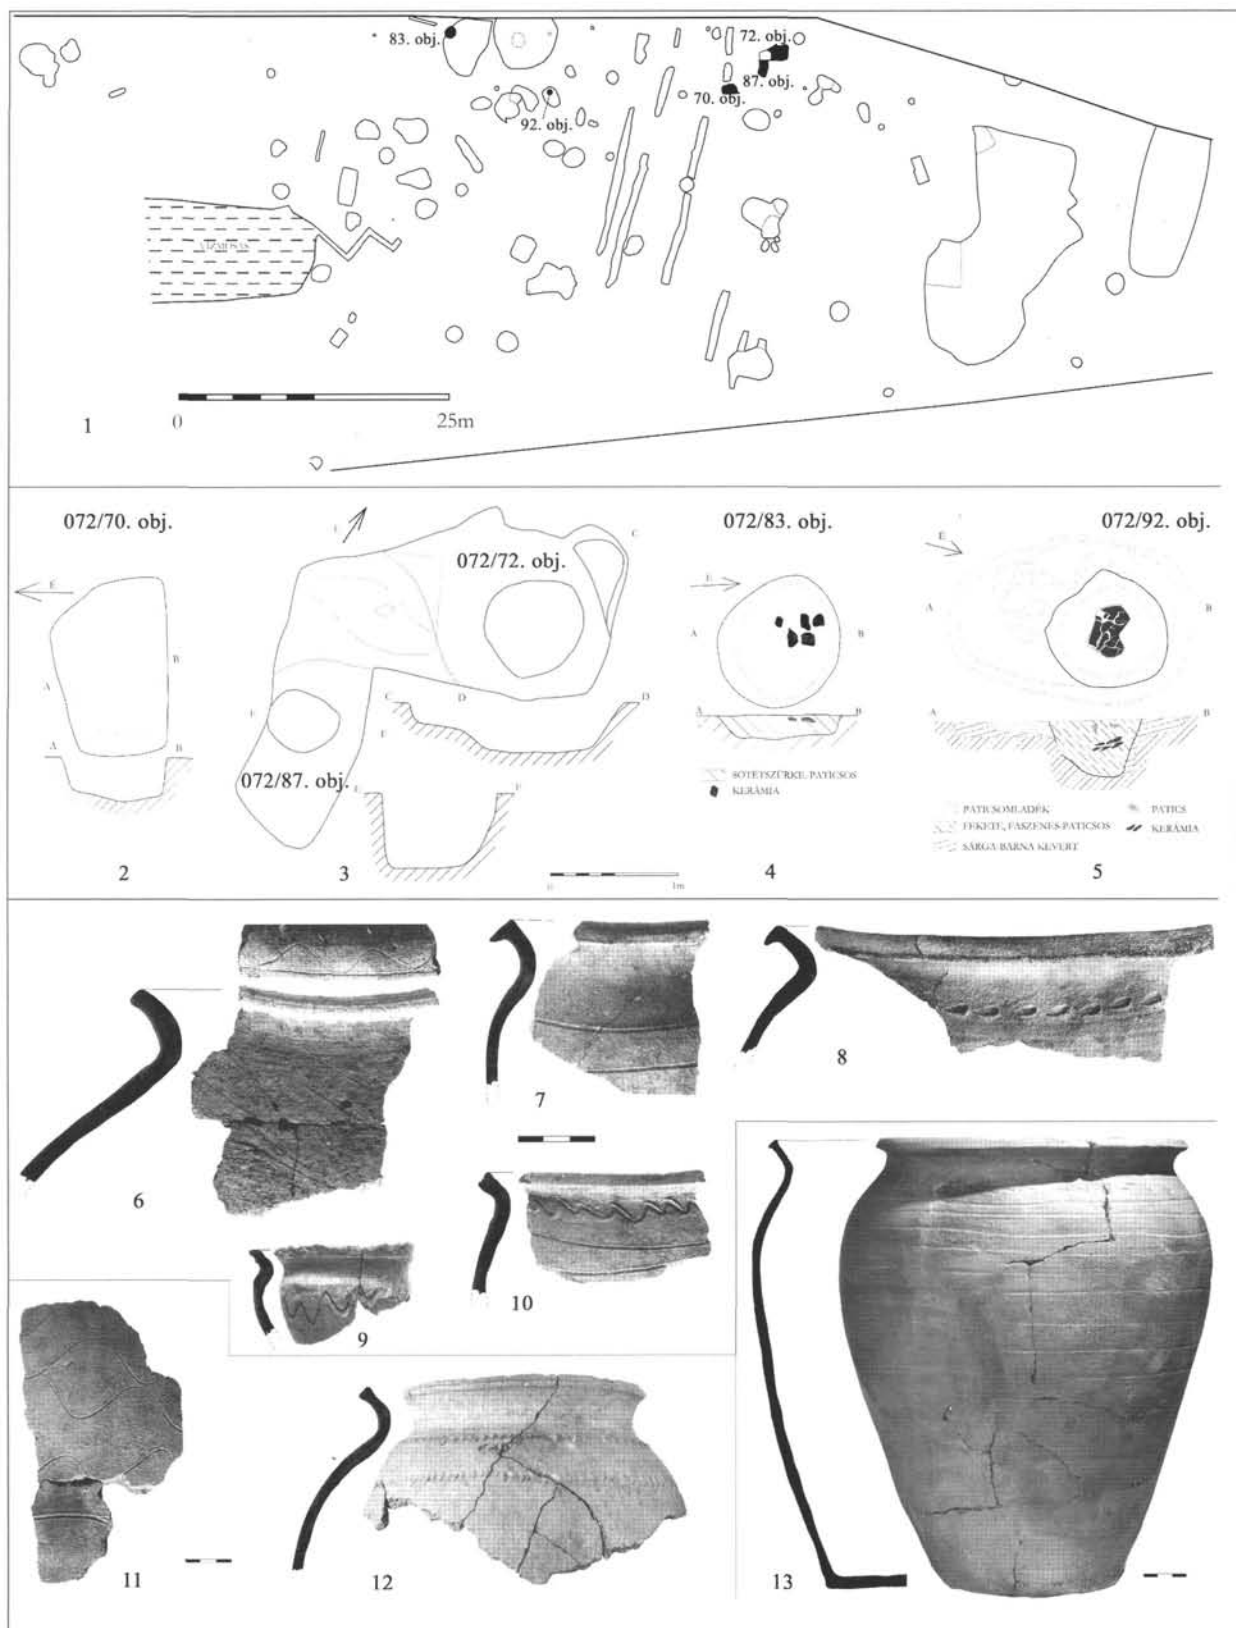 83. obj.
72. obj.
87. obj.
70. obj.
92. obj.
VÍZMOSÁS
1
0
25m
072/70. obj.
É
A
B
A
B
2
072/72. obj.
C
E
C
D
D
E
072/87. obj.
E
F
3
0
1m
072/83. obj.
A
B
A
B
SÖTÉTSZÜRKE-PATICSOS
KERÁMIA
4
072/92. obj.
É
A
B
A
B
PATICSOMLADÉK
PATICS
FEKETE, FASZENES-PATICSOS
KERÁMIA
SÁRGA-BARNA KEVERT
5
6
7
8
9
10
11
12
13